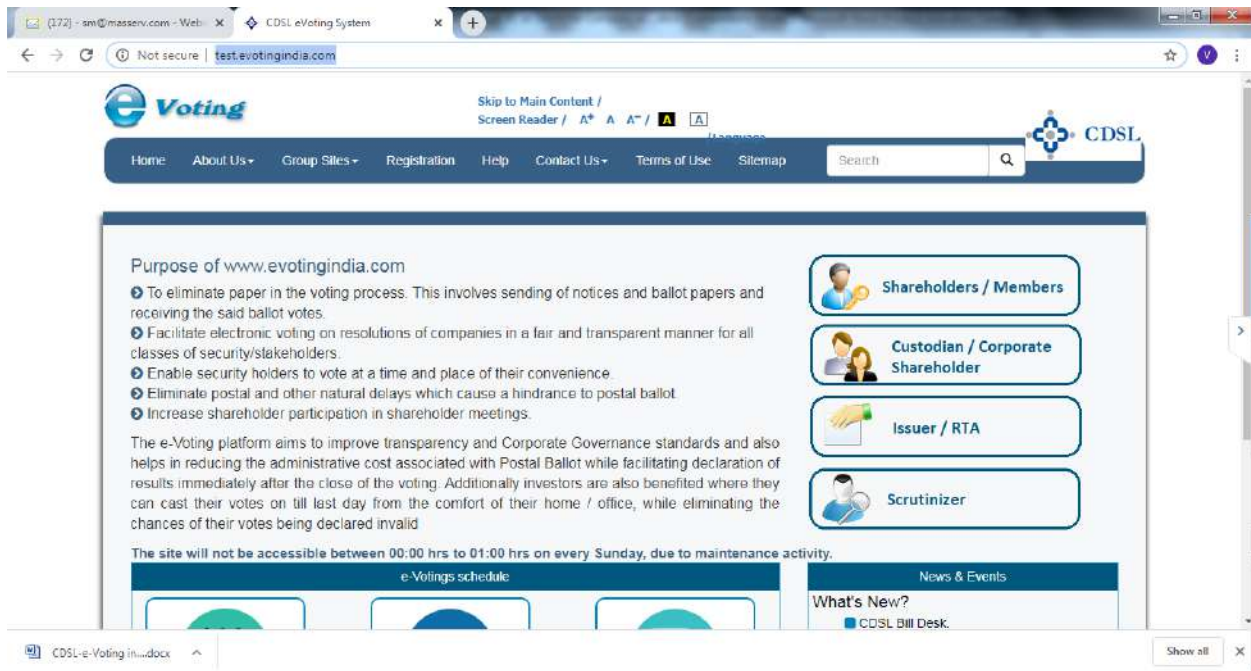 (172) - sm@masserv.com - Web
CDSL eVoting System
Not secure | test.evotingindia.com
V
e Voting
Skip to Main Content /
Screen Reader / A+ A A- / A A
/Language
CDSL
Home About Us Group Sites Registration Help Contact Us Terms of Use Sitemap Search
Purpose of www.evotingindia.com
To eliminate paper in the voting process. This involves sending of notices and ballot papers and
receiving the said ballot votes.
Facilitate electronic voting on resolutions of companies in a fair and transparent manner for all
classes of security/stakeholders.
Enable security holders to vote at a time and place of their convenience.
Eliminate postal and other natural delays which cause a hindrance to postal ballot
Increase shareholder participation in shareholder meetings.
The e-Voting platform aims to improve transparency and Corporate Governance standards and also
helps in reducing the administrative cost associated with Postal Ballot while facilitating declaration of
results immediately after the close of the voting. Additionally investors are also benefited where they
can cast their votes on till last day from the comfort of their home / office, while eliminating the
chances of their votes being declared invalid
Shareholders / Members
Custodian / Corporate
Shareholder
Issuer / RTA
Scrutinizer
The site will not be accessible between 00:00 hrs to 01:00 hrs on every Sunday, due to maintenance activity.
e-Votings schedule
News & Events
What's New?
CDSL Bill Desk.
CDSL-e-Voting in....docx
Show all